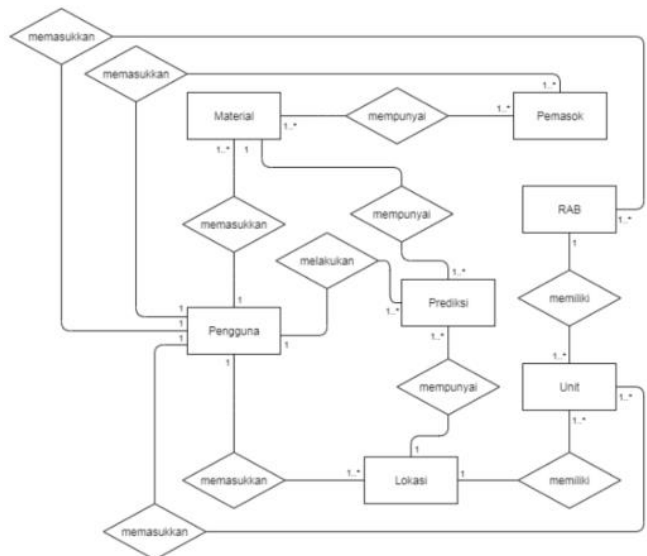 memasukkan
memasukkan
1..*
Material
mempunyai
Pemasok
1..*
1..*
1..*
1
RAB
memasukkan
mempunyai
1..*
1
melakukan
1..*
memiliki
1
1
Prediksi
1
Pengguna
1..*
1..*
1
1
1..*
1
mempunyai
Unit
1..*
1..*
1
1..*
memasukkan
Lokasi
1
memiliki
memasukkan